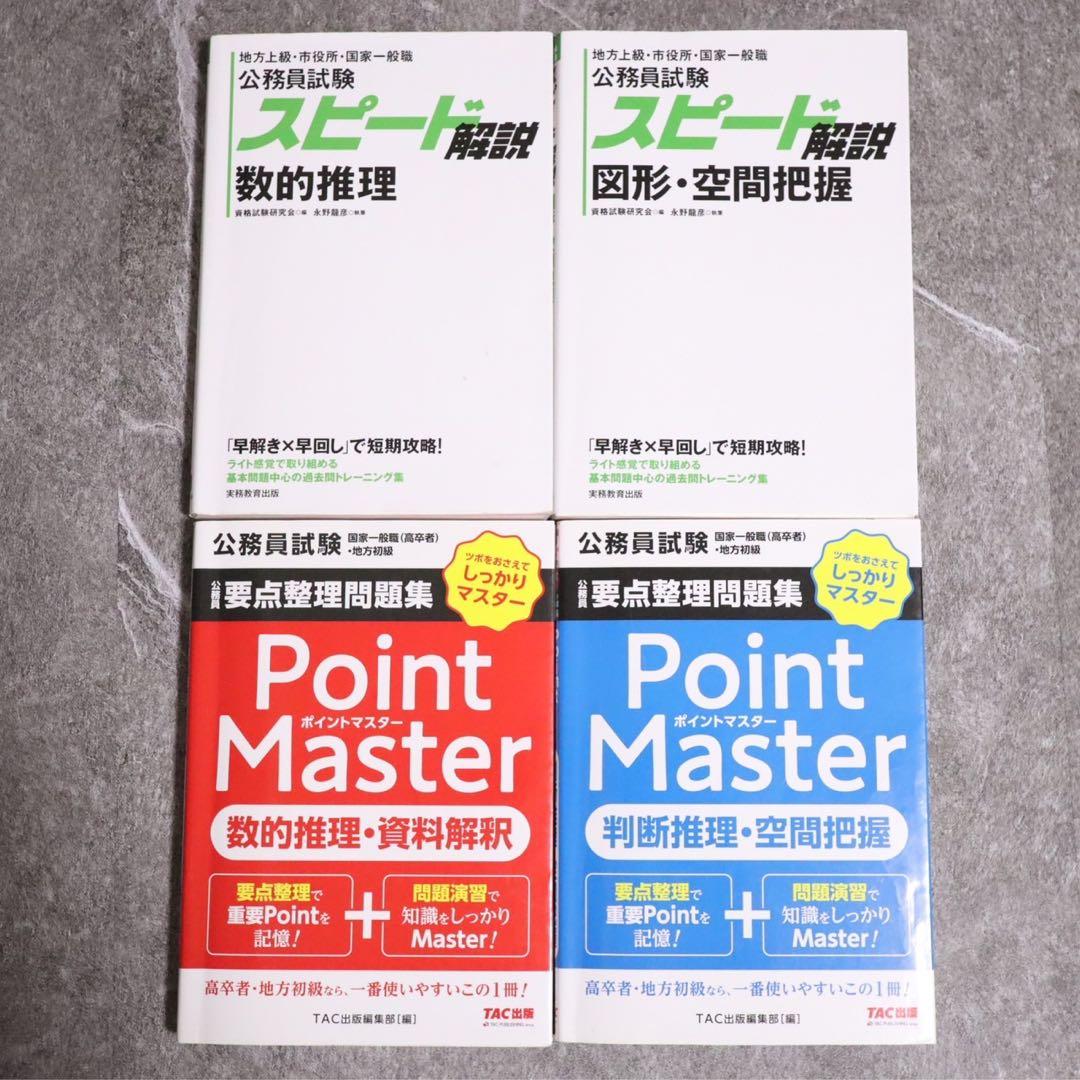 地方上級・市役所・国家一般職
公務員試験
スピード解説
数的推理
資格試験研究会◎編 永野龍彦◎執筆
「早解き×早回し」で短期攻略!
ライト感覚で取り組める
基本問題中心の過去問トレーニング集
実務教育出版
地方上級・市役所・国家一般職
公務員試験
スピード解説
図形・空間把握
資格試験研究会◎編 永野龍彦◎執筆
「早解き×早回し」で短期攻略!
ライト感覚で取り組める
基本問題中心の過去問トレーニング集
実務教育出版
公務員試験 国家一般職(高卒者)
・地方初級
ツボをおさえて
しっかり
マスター
公務員 要点整理問題集
Point
ポイントマスター
Master
数的推理・資料解釈
要点整理で
重要Pointを
記憶!
+
問題演習で
知識をしっかり
Master!
高卒者・地方初級なら、一番使いやすいこの1冊!
TAC出版編集部[編]
TAC出版
TAC PUBLISHING Group
公務員試験 国家一般職(高卒者)
・地方初級
ツボをおさえて
しっかり
マスター
公務員 要点整理問題集
Point
ポイントマスター
Master
判断推理・空間把握
要点整理で
重要Pointを
記憶!
+
問題演習で
知識をしっかり
Master!
高卒者・地方初級なら、一番使いやすいこの1冊!
TAC出版編集部[編]
TAC出版
TAC PUBLISHING Group